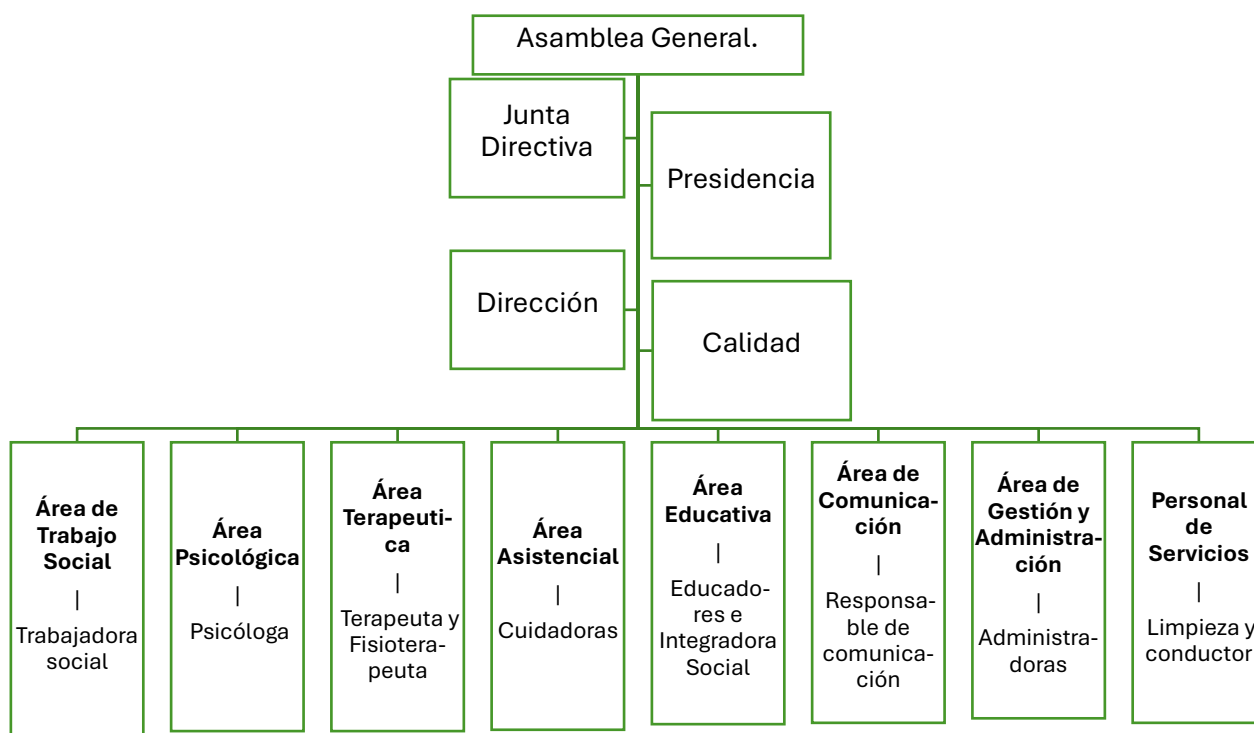 Asamblea General.
Junta
Directiva
Presidencia
Dirección
Calidad
Área de
Trabajo
Social
|
Trabajadora
social
Área
Psicológica
|
Psicóloga
Área
Terapeuti-
ca
|
Terapeuta y
Fisiotera-
peuta
Área
Asistencial
|
Cuidadoras
Área
Educativa
|
Educado-
res e
Integradora
Social
Área de
Comunica-
ción
|
Responsa-
ble de
comunica-
ción
Área de
Gestión y
Administra-
ción
|
Administra-
doras
Personal
de
Servicios
|
Limpieza y
conductor